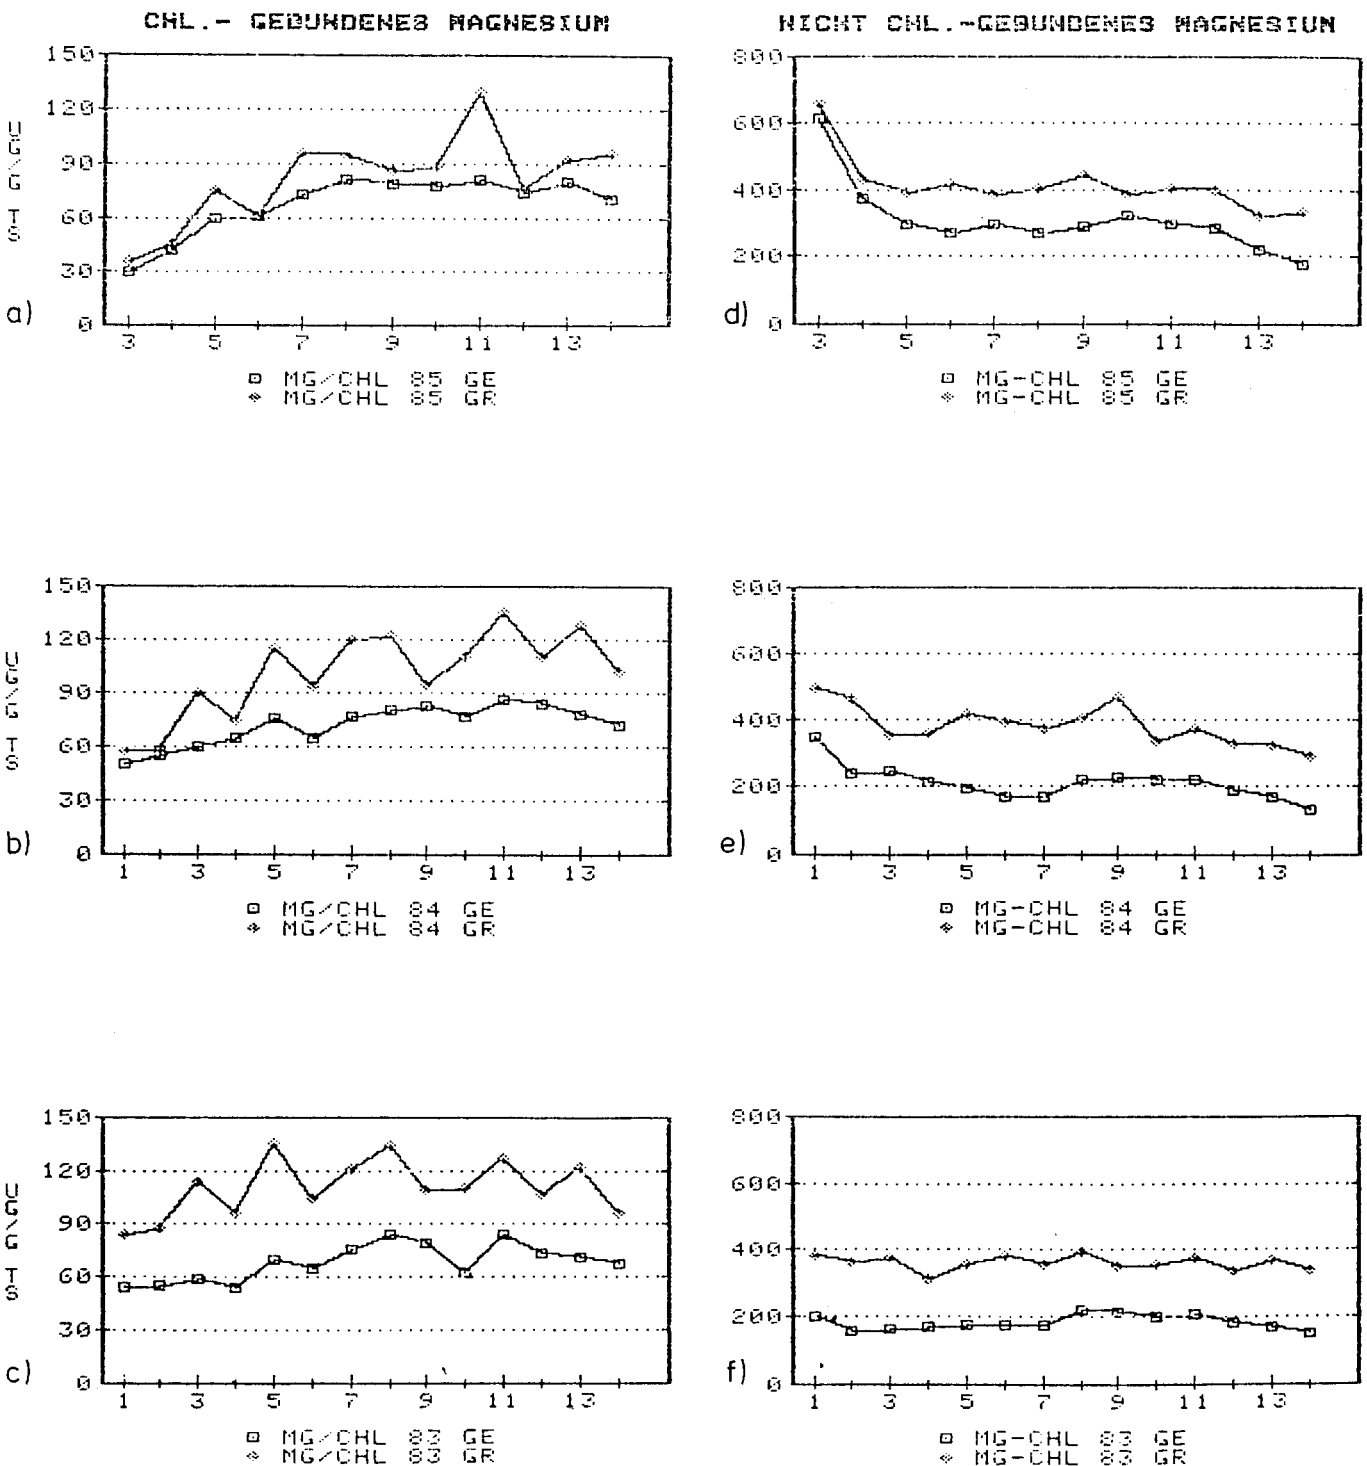 CHL.- GEBUNDENES MAGNESIUM
150
120
90
60
30
0
UG/G TS
a)
3 5 7 9 11 13
MG/CHL 85 GE
MG/CHL 85 GR
NICHT CHL.-GEBUNDENES MAGNESIUM
800
600
400
200
0
d)
3 5 7 9 11 13
MG-CHL 85 GE
MG-CHL 85 GR
150
120
90
60
30
0
UG/G TS
b)
1 3 5 7 9 11 13
MG/CHL 84 GE
MG/CHL 84 GR
800
600
400
200
0
e)
1 3 5 7 9 11 13
MG-CHL 84 GE
MG-CHL 84 GR
150
120
90
60
30
0
UG/G TS
c)
1 3 5 7 9 11 13
MG/CHL 83 GE
MG/CHL 83 GR
800
600
400
200
0
f)
1 3 5 7 9 11 13
MG-CHL 83 GE
MG-CHL 83 GR